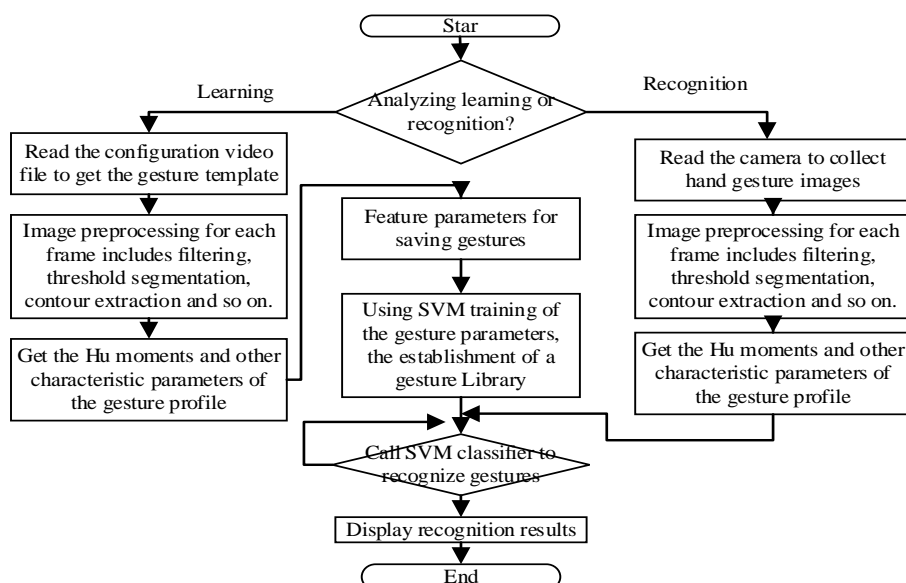 Star
Analyzing learning or
recognition?
Learning
Recognition
Read the configuration video
file to get the gesture template
Image preprocessing for each
frame includes filtering,
threshold segmentation,
contour extraction and so on.
Get the Hu moments and other
characteristic parameters of
the gesture profile
Feature parameters for
saving gestures
Using SVM training of
the gesture parameters,
the establishment of a
gesture Library
Read the camera to collect
hand gesture images
Image preprocessing for each
frame includes filtering,
threshold segmentation,
contour extraction and so on.
Get the Hu moments and other
characteristic parameters of
the gesture profile
Call SVM classifier to
recognize gestures
Display recognition results
End